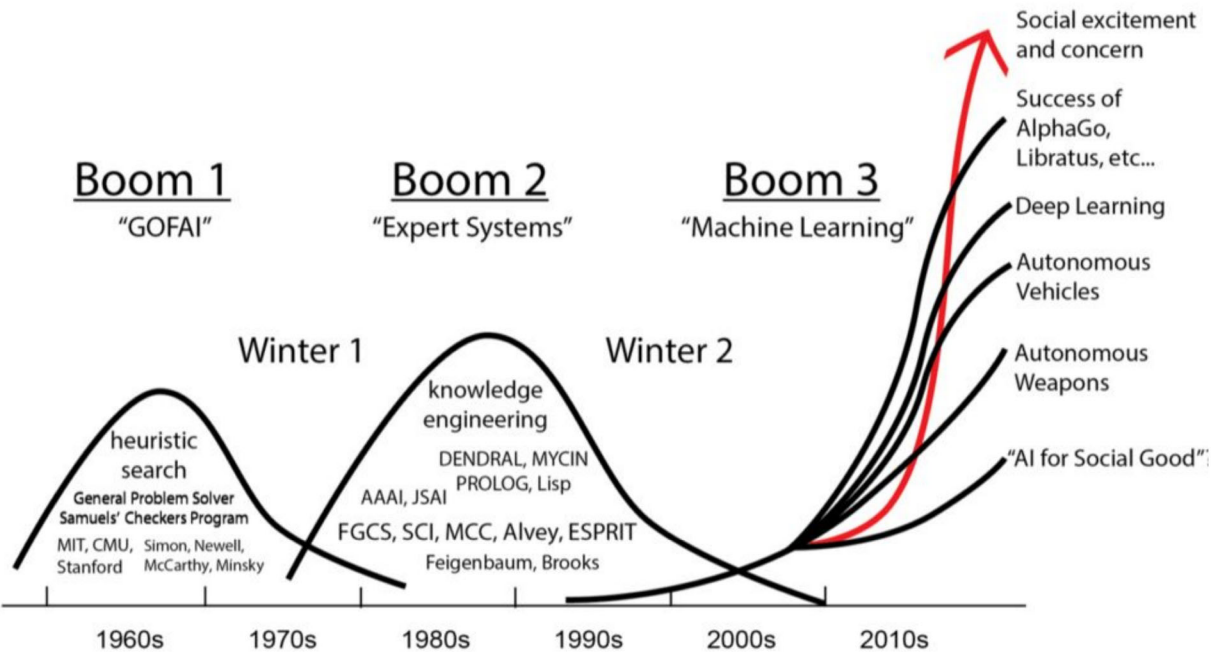 Social excitement
and concern
Success of
AlphaGo,
Libratus, etc...
Boom 1
"GOFAI"
Boom 2
"Expert Systems"
Boom 3
"Machine Learning"
Deep Learning
Autonomous
Vehicles
Winter 1
Winter 2
Autonomous
Weapons
heuristic
search
General Problem Solver
Samuels' Checkers Program
MIT, CMU,
Stanford
Simon, Newell,
McCarthy, Minsky
knowledge
engineering
DENDRAL, MYCIN
PROLOG, Lisp
AAAI, JSAI
FGCS, SCI, MCC, Alvey, ESPRIT
Feigenbaum, Brooks
"AI for Social Good"?
1960s 1970s 1980s 1990s 2000s 2010s